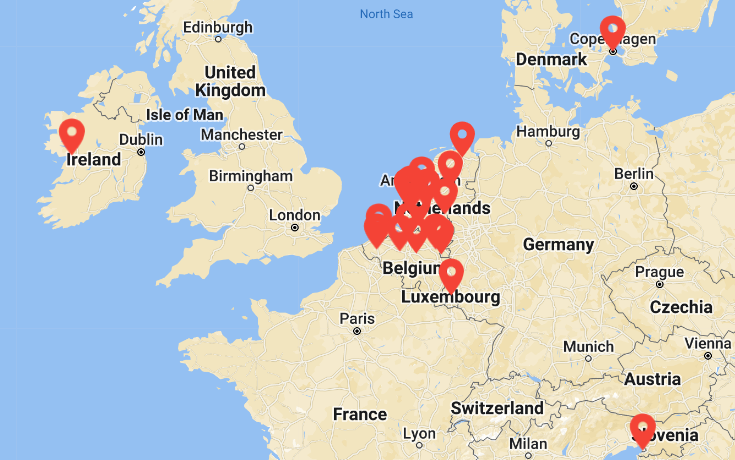 North Sea
Edinburgh
Copenhagen
Denmark
United
Kingdom
Isle of Man
Manchester
Dublin
Ireland
Hamburg
Berlin
Birmingham
Netherlands
London
Germany
Belgium
Prague
Luxembourg
Czechia
Paris
Vienna
Munich
Austria
Switzerland
France
Slovenia
Lyon
Milan